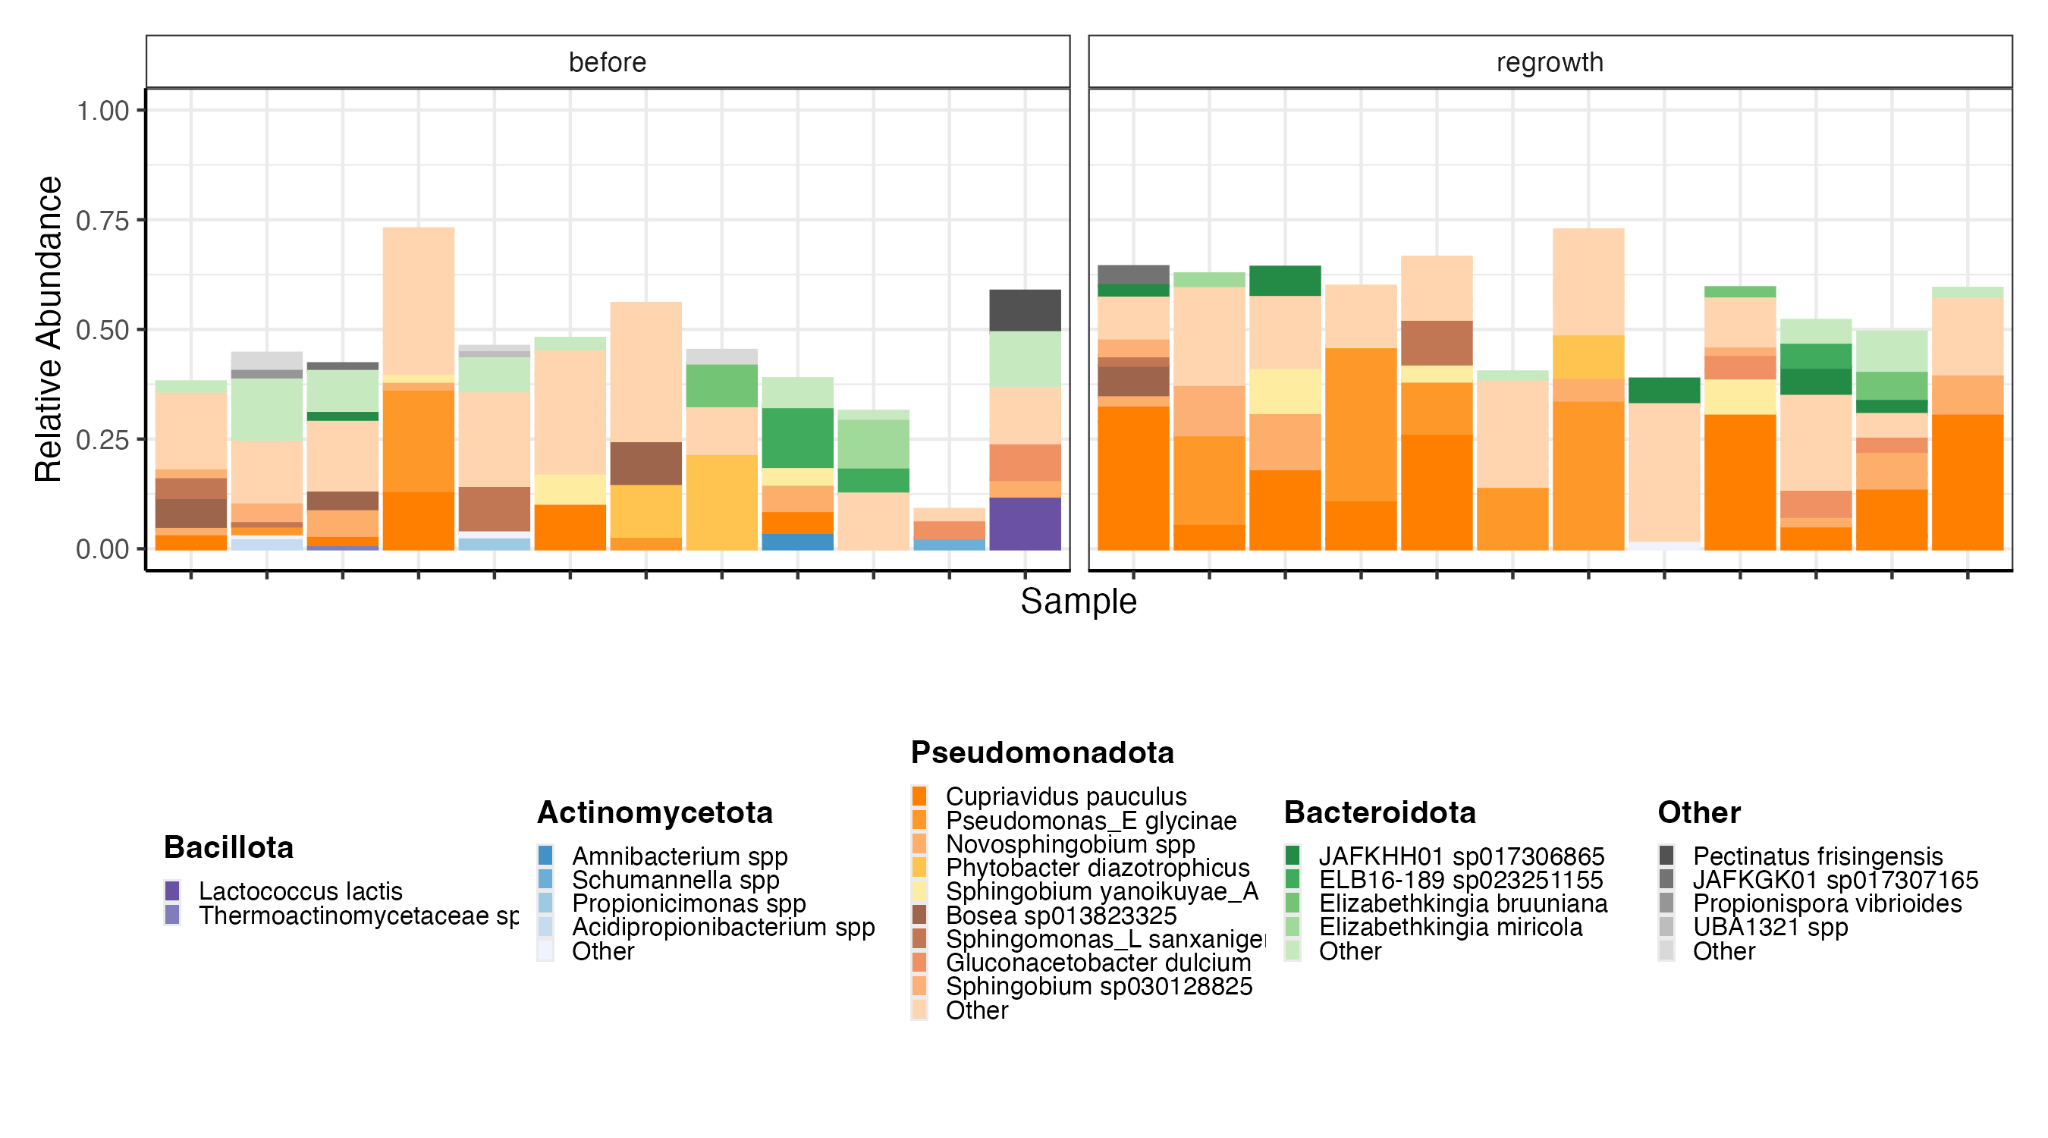 before
regrowth
1.00
0.75
0.50
0.25
0.00
Relative Abundance
Sample
Bacillota
Lactococcus lactis
Thermoactinomycetaceae sp
Actinomycetota
Amnibacterium spp
Schumannella spp
Propionicimonas spp
Acidipropionibacterium spp
Other
Pseudomonadota
Cupriavidus pauculus
Pseudomonas_E glycinae
Novosphingobium spp
Phytobacter diazotrophicus
Sphingobium yanoikuyae_A
Bosea sp013823325
Sphingomonas_L sanxanige
Gluconacetobacter dulcium
Sphingobium sp030128825
Other
Bacteroidota
JAFKHH01 sp017306865
ELB16-189 sp023251155
Elizabethkingia bruuniana
Elizabethkingia miricola
Other
Other
Pectinatus frisingensis
JAFKGK01 sp017307165
Propionispora vibrioides
UBA1321 spp
Other